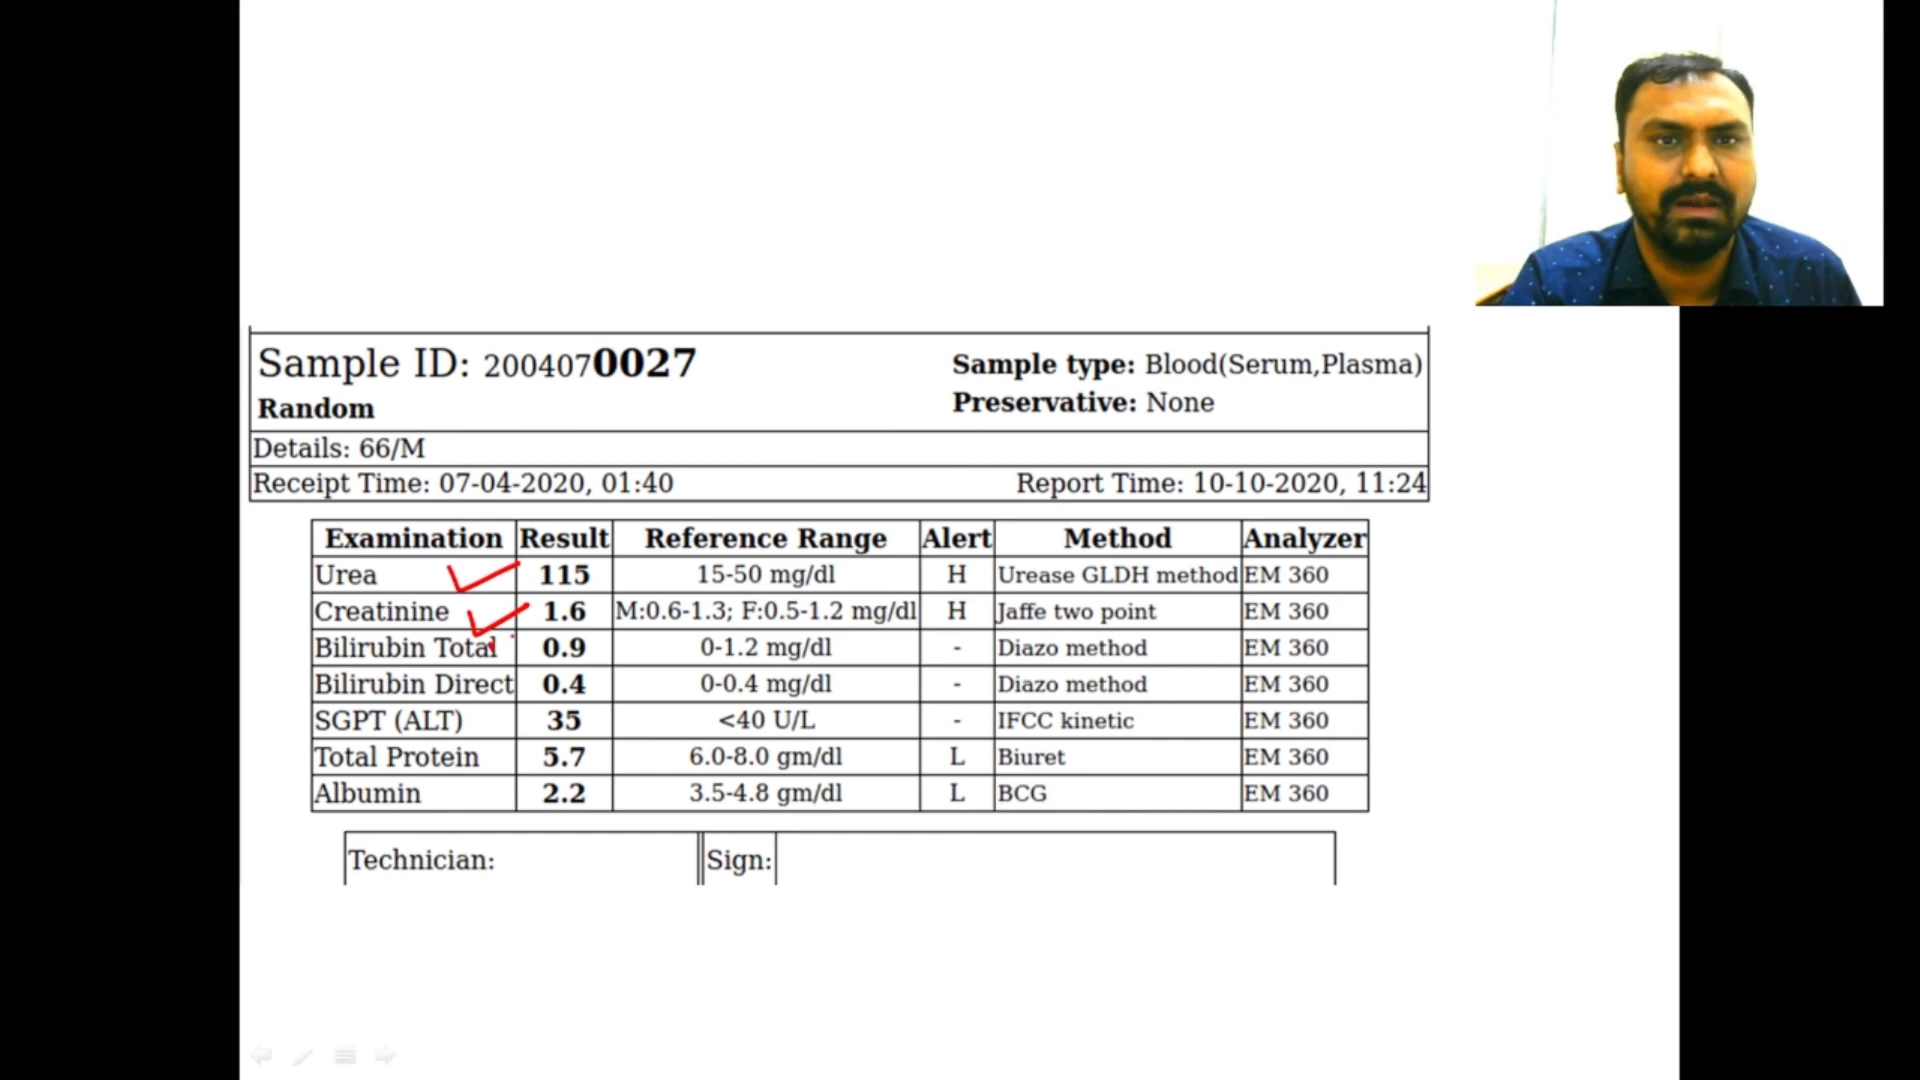 Sample ID: 2004070027 Sample type: Blood(Serum,Plasma)
Random Preservative: None
Details: 66/M
Receipt Time: 07-04-2020, 01:40 Report Time: 10-10-2020, 11:24
Examination Result Reference Range Alert Method Analyzer
Urea 115 15-50 mg/dl H Urease GLDH method EM 360
Creatinine 1.6 M:0.6-1.3; F:0.5-1.2 mg/dl H Jaffe two point EM 360
Bilirubin Total 0.9 0-1.2 mg/dl - Diazo method EM 360
Bilirubin Direct 0.4 0-0.4 mg/dl - Diazo method EM 360
SGPT (ALT) 35 <40 U/L - IFCC kinetic EM 360
Total Protein 5.7 6.0-8.0 gm/dl L Biuret EM 360
Albumin 2.2 3.5-4.8 gm/dl L BCG EM 360
Technician: Sign: